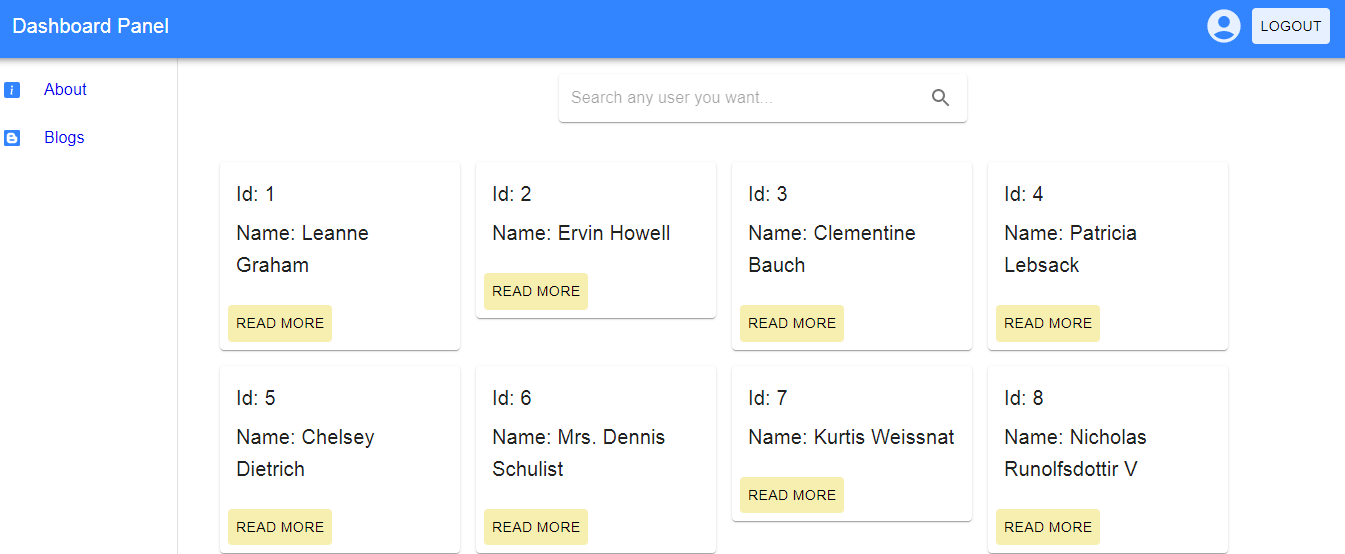 Dashboard Panel
LOGOUT
About
Blogs
Search any user you want...
Id: 1
Name: Leanne
Graham
READ MORE
Id: 2
Name: Ervin Howell
READ MORE
Id: 3
Name: Clementine
Bauch
READ MORE
Id: 4
Name: Patricia
Lebsack
READ MORE
Id: 5
Name: Chelsey
Dietrich
READ MORE
Id: 6
Name: Mrs. Dennis
Schulist
READ MORE
Id: 7
Name: Kurtis Weissnat
READ MORE
Id: 8
Name: Nicholas
Runolfsdottir V
READ MORE